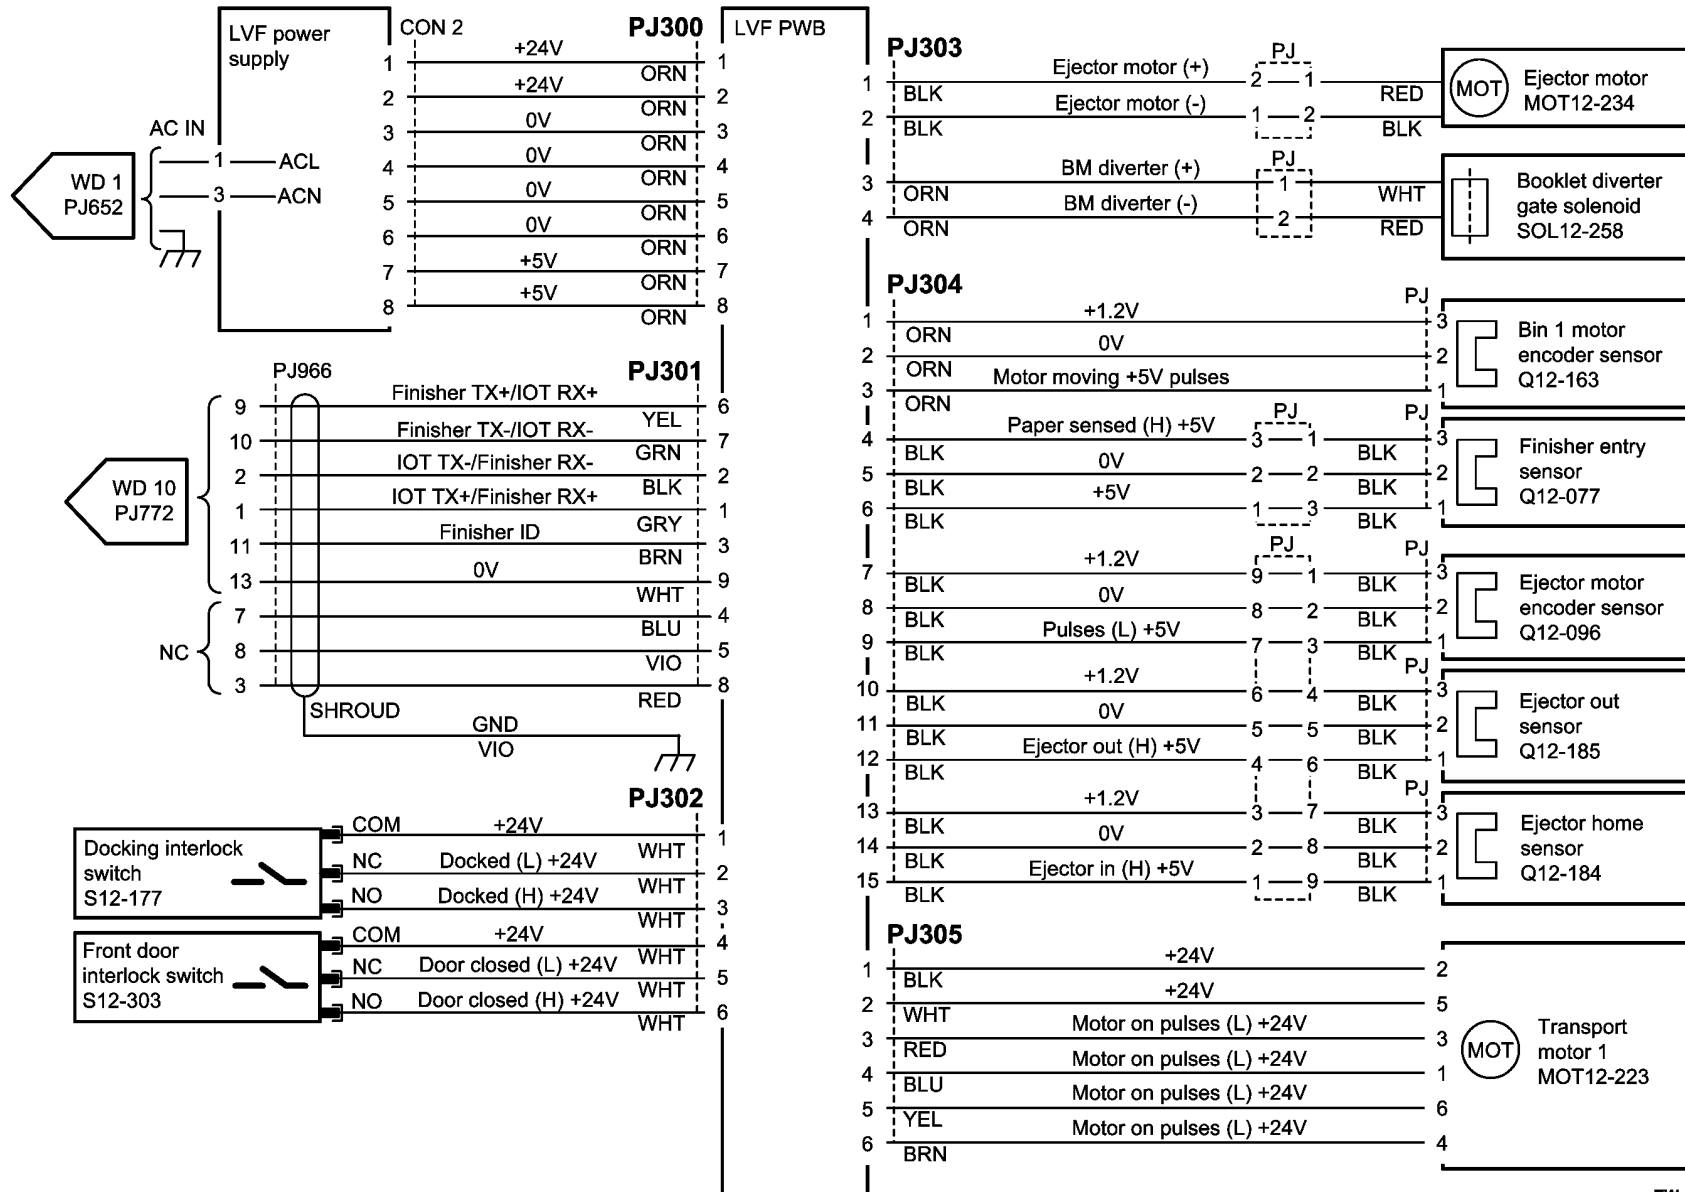 LVF power
supply
CON 2
PJ300
LVF PWB
AC IN
WD 1
PJ652
1 ACL
3 ACN
1 +24V ORN 1
2 +24V ORN 2
3 0V ORN 3
4 0V ORN 4
5 0V ORN 5
6 0V ORN 6
7 +5V ORN 7
8 +5V ORN 8
PJ966
PJ301
WD 10
PJ772
9 Finisher TX+/IOT RX+ YEL 6
10 Finisher TX-/IOT RX- GRN 7
2 IOT TX-/Finisher RX- BLK 2
1 IOT TX+/Finisher RX+ GRY 1
11 Finisher ID BRN 3
13 0V WHT 9
NC
7 BLU 4
8 VIO 5
3 RED 8
SHROUD
GND
VIO
PJ302
Docking interlock
switch
S12-177
COM +24V WHT 1
NC Docked (L) +24V WHT 2
NO Docked (H) +24V WHT 3
Front door
interlock switch
S12-303
COM +24V WHT 4
NC Door closed (L) +24V WHT 5
NO Door closed (H) +24V WHT 6
PJ303
PJ
1 BLK Ejector motor (+) 2 1 RED
2 BLK Ejector motor (-) 1 2 BLK
MOT
Ejector motor
MOT12-234
PJ
3 ORN BM diverter (+) 1 WHT
4 ORN BM diverter (-) 2 RED
Booklet diverter
gate solenoid
SOL12-258
PJ304
PJ
1 ORN +1.2V 3
2 ORN 0V 2
3 ORN Motor moving +5V pulses 1
Bin 1 motor
encoder sensor
Q12-163
PJ PJ
4 BLK Paper sensed (H) +5V 3 1 BLK 3
5 BLK 0V 2 2 BLK 2
6 BLK +5V 1 3 BLK 1
Finisher entry
sensor
Q12-077
PJ PJ
7 BLK +1.2V 9 1 BLK 3
8 BLK 0V 8 2 BLK 2
9 BLK Pulses (L) +5V 7 3 BLK 1
Ejector motor
encoder sensor
Q12-096
PJ
10 BLK +1.2V 6 4 BLK 3
11 BLK 0V 5 5 BLK 2
12 BLK Ejector out (H) +5V 4 6 BLK 1
Ejector out
sensor
Q12-185
PJ
13 BLK +1.2V 3 7 BLK 3
14 BLK 0V 2 8 BLK 2
15 BLK Ejector in (H) +5V 1 9 BLK 1
Ejector home
sensor
Q12-184
PJ305
1 BLK +24V 2
2 WHT +24V 5
3 RED Motor on pulses (L) +24V 3
4 BLU Motor on pulses (L) +24V 1
5 YEL Motor on pulses (L) +24V 6
6 BRN Motor on pulses (L) +24V 4
MOT
Transport
motor 1
MOT12-223